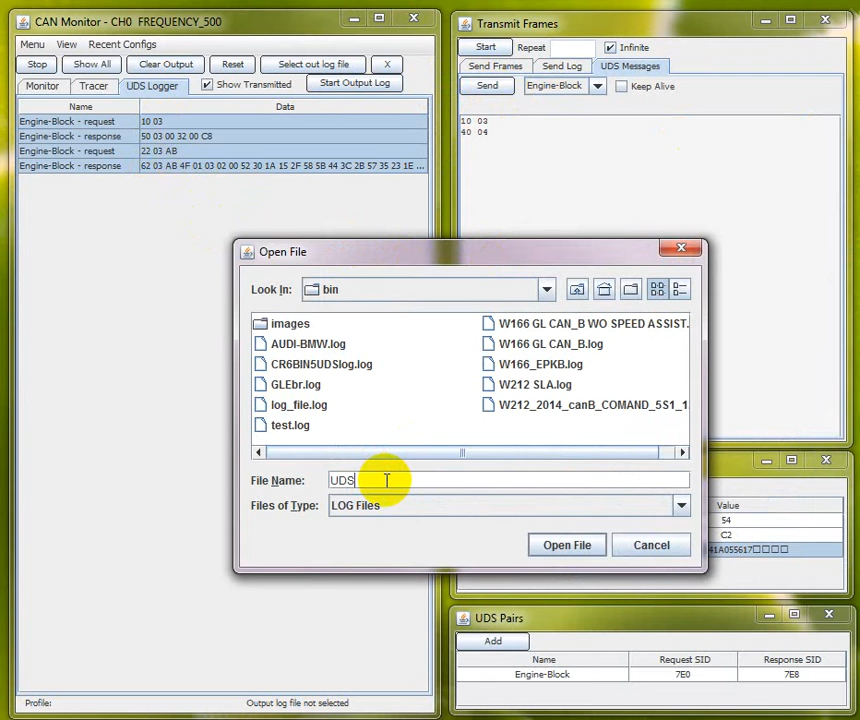 CAN Monitor - CH0 FREQUENCY_500
Menu View Recent Configs
Stop Show All Clear Output Reset Select out log file X
Monitor Tracer UDS Logger Show Transmitted Start Output Log
Name Data
Engine-Block - request 10 03
Engine-Block - response 50 03 00 32 00 C8
Engine-Block - request 22 03 AB
Engine-Block - response 62 03 AB 4F 01 03 02 00 52 30 1A 15 2F 58 5B 44 3C 2B 57 35 23 1E ...
Profile: Output log file not selected
Transmit Frames
Start Repeat Infinite
Send Frames Send Log UDS Messages
Send Engine-Block Keep Alive
10 03
40 04
Open File
Look In: bin
images
AUDI-BMW.log
CR6BIN5UDSlog.log
GLEbr.log
log_file.log
test.log
W166 GL CAN_B WO SPEED ASSIST.
W166 GL CAN_B.log
W166_EPKB.log
W212 SLA.log
W212_2014_canB_COMAND_5S1_1
File Name: UDS
Files of Type: LOG Files
Open File Cancel
Value
54
C2
41A055617□□□□
UDS Pairs
Add
Name Request SID Response SID
Engine-Block 7E0 7E8